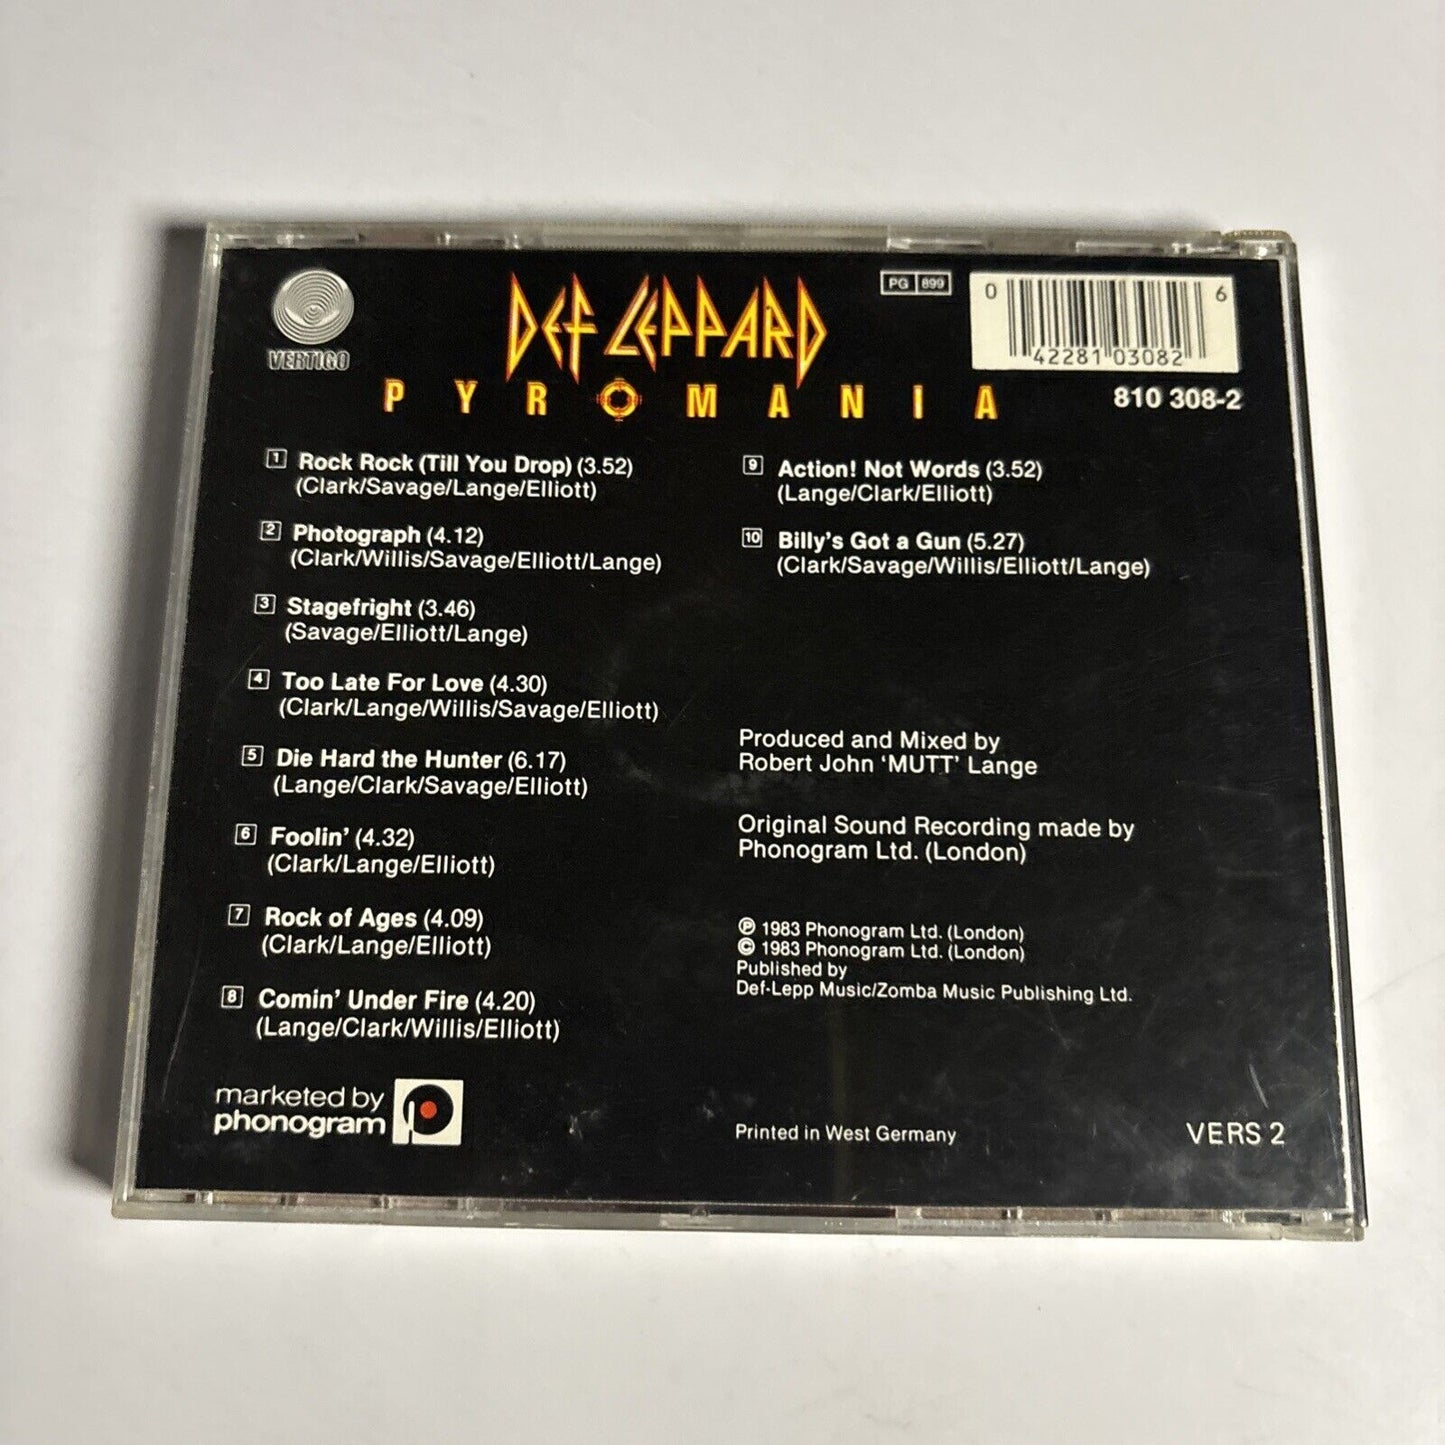 VERTIGO
DEF LEPPARD
PYROMANIA
PG 899
0 42281 03082 6
810 308-2
1 Rock Rock (Till You Drop) (3.52)
(Clark/Savage/Lange/Elliott)
2 Photograph (4.12)
(Clark/Willis/Savage/Elliott/Lange)
3 Stagefright (3.46)
(Savage/Elliott/Lange)
4 Too Late For Love (4.30)
(Clark/Lange/Willis/Savage/Elliott)
5 Die Hard the Hunter (6.17)
(Lange/Clark/Savage/Elliott)
6 Foolin' (4.32)
(Clark/Lange/Elliott)
7 Rock of Ages (4.09)
(Clark/Lange/Elliott)
8 Comin' Under Fire (4.20)
(Lange/Clark/Willis/Elliott)
9 Action! Not Words (3.52)
(Lange/Clark/Elliott)
10 Billy's Got a Gun (5.27)
(Clark/Savage/Willis/Elliott/Lange)
Produced and Mixed by
Robert John 'MUTT' Lange
Original Sound Recording made by
Phonogram Ltd. (London)
℗ 1983 Phonogram Ltd. (London)
© 1983 Phonogram Ltd. (London)
Published by
Def-Lepp Music/Zomba Music Publishing Ltd.
marketed by
phonogram
Printed in West Germany
VERS 2